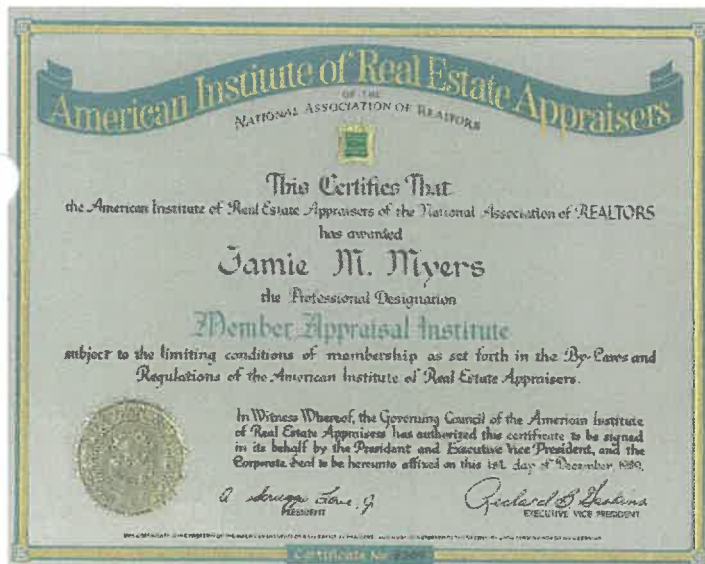 American Institute of Real Estate Appraisers
OF THE
NATIONAL ASSOCIATION OF REALTORS
This Certifies That
the American Institute of Real Estate Appraisers of the National Association of REALTORS
has awarded
Jamie M. Myers
the Professional Designation
Member Appraisal Institute
subject to the limiting conditions of membership as set forth in the By-Laws and
Regulations of the American Institute of Real Estate Appraisers.
In Witness Whereof, the Governing Council of the American Institute
of Real Estate Appraisers has authorized this certificate to be signed
in its behalf by the President and Executive Vice President, and the
Corporate Seal to be hereunto affixed on this 1st day of December,
PRESIDENT
EXECUTIVE VICE PRESIDENT
Certificate No